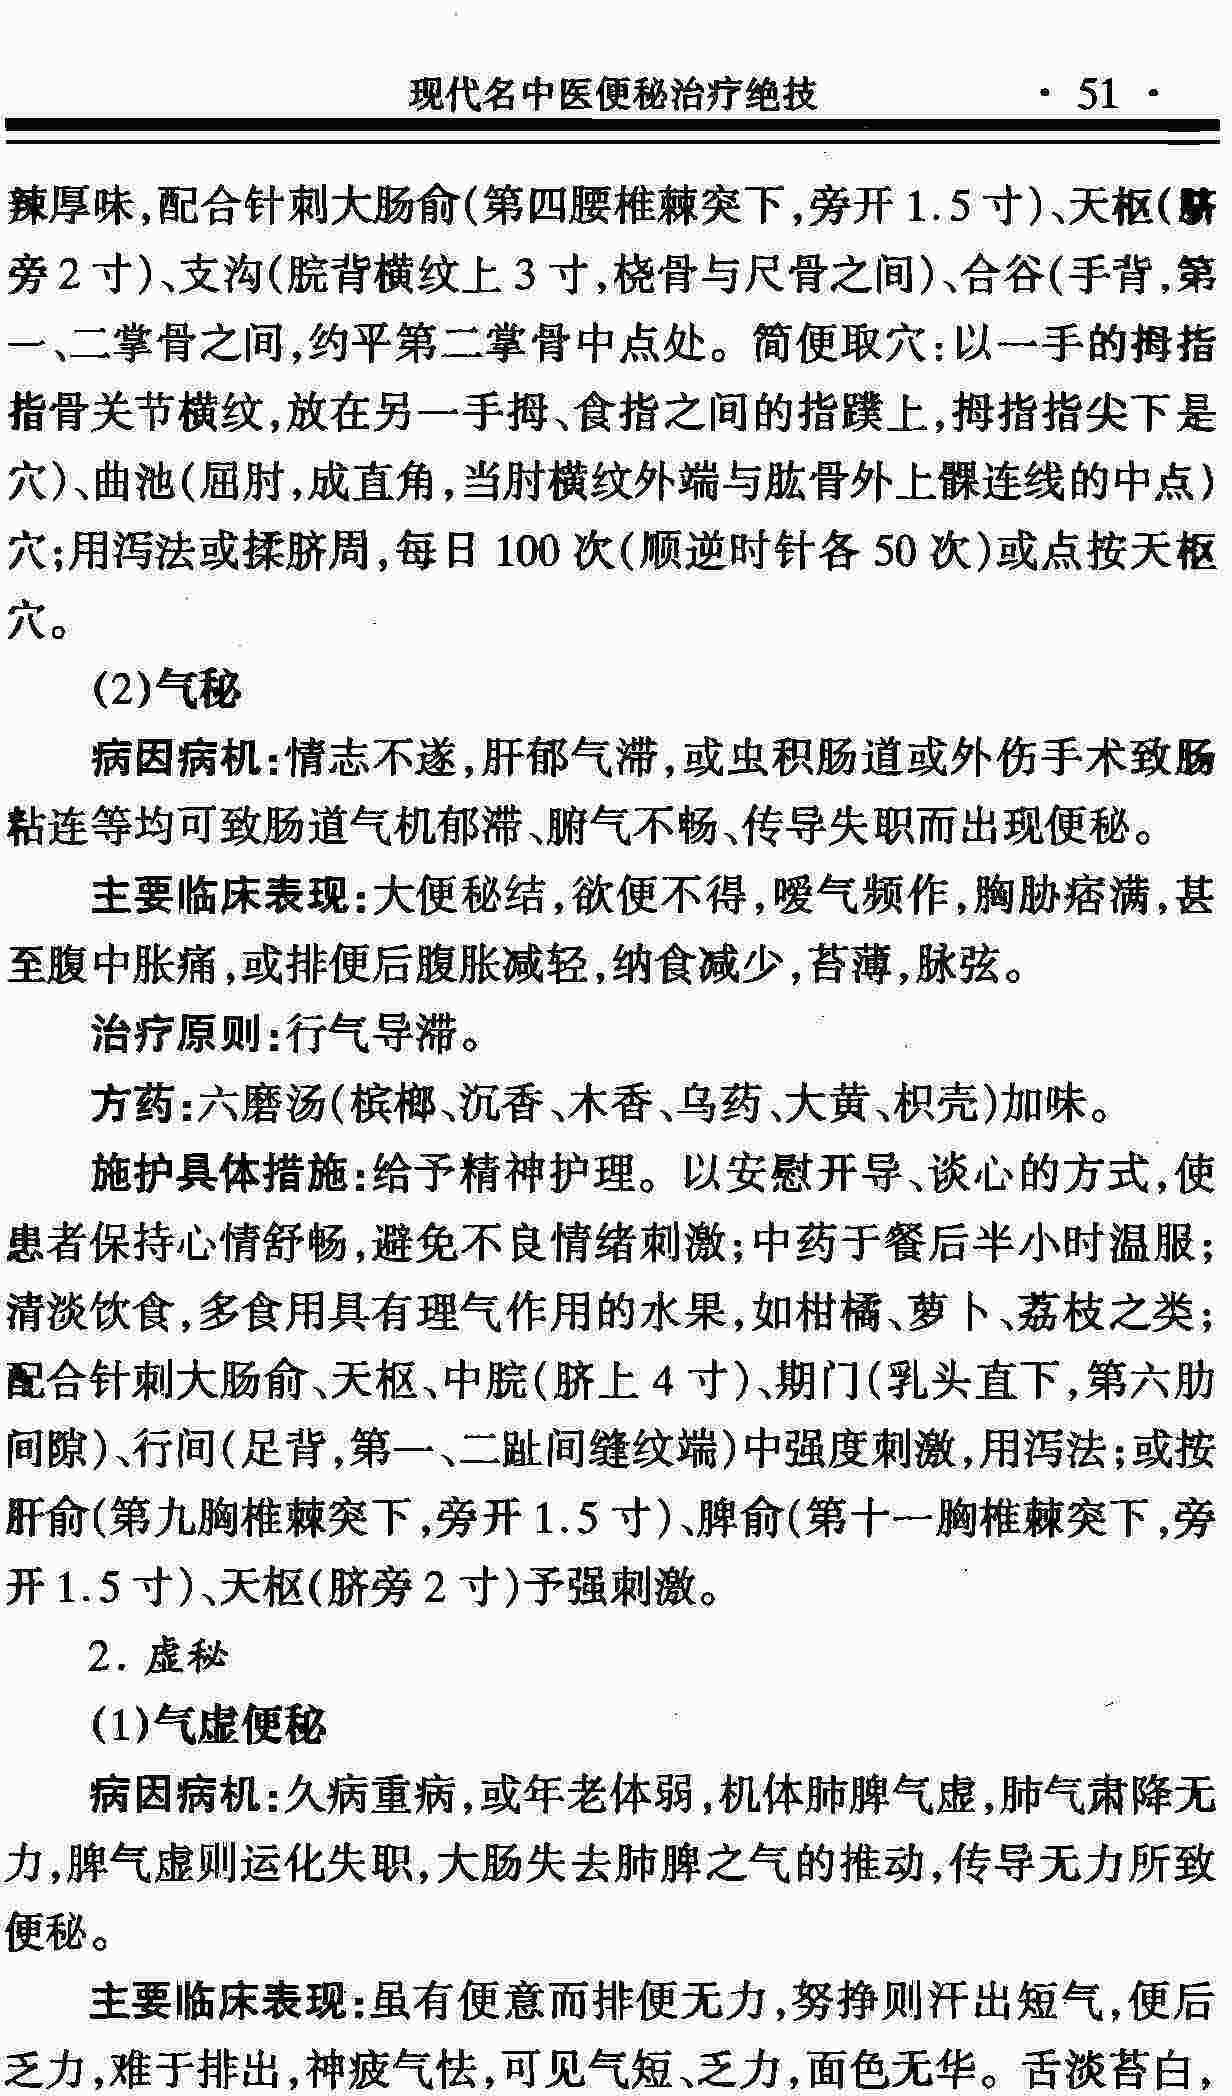 现代名中医便秘治疗绝技 · 51 ·
辣厚味,配合针刺大肠俞(第四腰椎棘突下,旁开1.5寸)、天枢(脐
旁2寸)、支沟(脘背横纹上3寸,桡骨与尺骨之间)、合谷(手背,第
一、二掌骨之间,约平第二掌骨中点处。简便取穴:以一手的拇指
指骨关节横纹,放在另一手拇、食指之间的指蹼上,拇指指尖下是
穴)、曲池(屈肘,成直角,当肘横纹外端与肱骨外上髁连线的中点)
穴;用泻法或揉脐周,每日100次(顺逆时针各50次)或点按天枢
穴。
(2)气秘
病因病机:情志不遂,肝郁气滞,或虫积肠道或外伤手术致肠
粘连等均可致肠道气机郁滞、腑气不畅、传导失职而出现便秘。
主要临床表现:大便秘结,欲便不得,嗳气频作,胸胁痞满,甚
至腹中胀痛,或排便后腹胀减轻,纳食减少,苔薄,脉弦。
治疗原则:行气导滞。
方药:六磨汤(槟榔、沉香、木香、乌药、大黄、枳壳)加味。
施护具体措施:给予精神护理。以安慰开导、谈心的方式,使
患者保持心情舒畅,避免不良情绪刺激;中药于餐后半小时温服;
清淡饮食,多食用具有理气作用的水果,如柑橘、萝卜、荔枝之类;
配合针刺大肠俞、天枢、中脘(脐上4寸)、期门(乳头直下,第六肋
间隙)、行间(足背,第一、二趾间缝纹端)中强度刺激,用泻法;或按
肝俞(第九胸椎棘突下,旁开1.5寸)、脾俞(第十一胸椎棘突下,旁
开1.5寸)、天枢(脐旁2寸)予强刺激。
2. 虚秘
(1)气虚便秘
病因病机:久病重病,或年老体弱,机体肺脾气虚,肺气肃降无
力,脾气虚则运化失职,大肠失去肺脾之气的推动,传导无力所致
便秘。
主要临床表现:虽有便意而排便无力,努挣则汗出短气,便后
乏力,难于排出,神疲气怯,可见气短、乏力,面色无华。舌淡苔白,